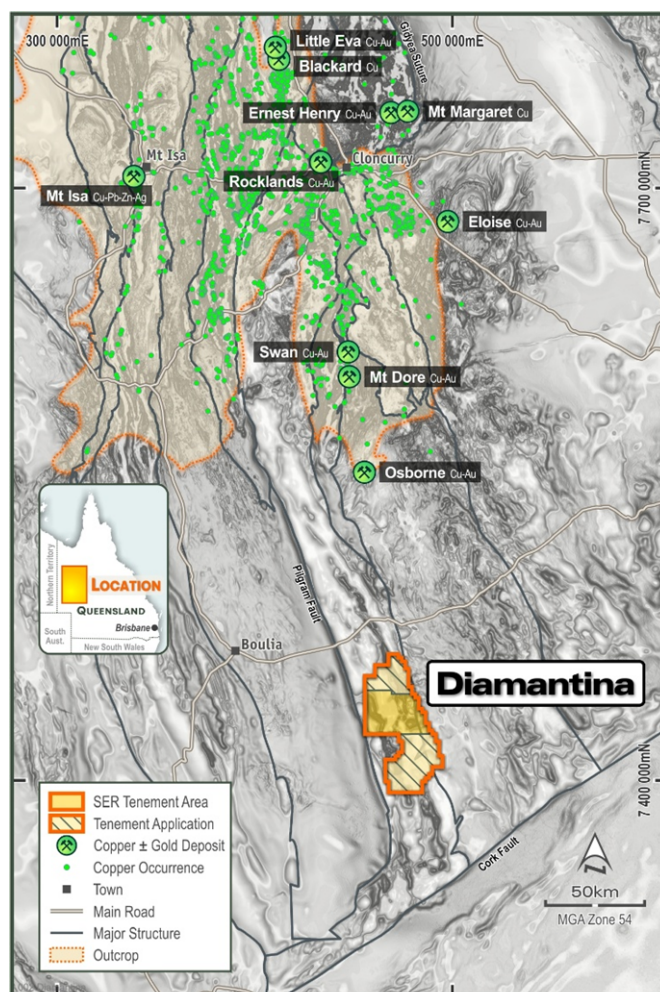 300 000mE
500 000mE
Little Eva Cu-Au
Blackard Cu
Gidyea Suture
Ernest Henry Cu-Au
Mt Margaret Cu
Mt Isa
Cloncurry
Rocklands Cu-Au
Mt Isa Cu-Pb-Zn-Ag
7 700 000mN
Eloise Cu-Au
Swan Cu-Au
Mt Dore Cu-Au
Osborne Cu-Au
Northern Territory
LOCATION
QUEENSLAND
Brisbane
South
Aust.
New South Wales
Pilgram Fault
Boulia
Diamantina
7 400 000mN
SER Tenement Area
Tenement Application
Copper ± Gold Deposit
Copper Occurrence
Town
Main Road
Major Structure
Outcrop
Cork Fault
50km
MGA Zone 54